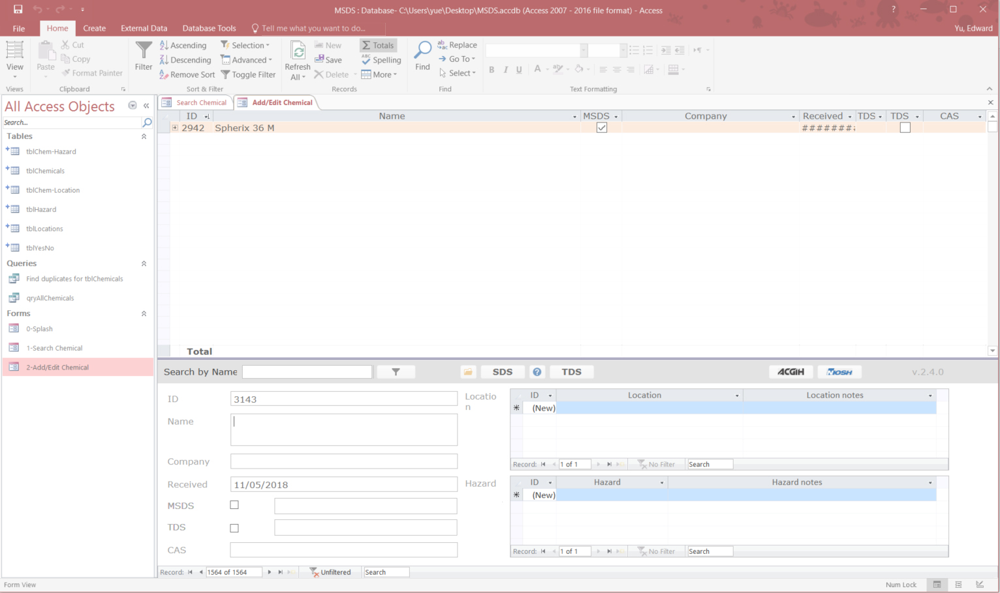 MSDS : Database- C:\Users\yue\Desktop\MSDS.accdb (Access 2007 - 2016 file format) - Access
?
File Home Create External Data Database Tools Tell me what you want to do... Yu, Edward
View
Views
Paste
Cut
Copy
Format Painter
Clipboard
Filter
Ascending
Descending
Remove Sort
Selection
Advanced
Toggle Filter
Sort & Filter
Refresh
All
New
Save
Delete
Totals
Spelling
More
Records
Find
Replace
Go To
Select
Find
B I U A
Text Formatting
All Access Objects
Search...
Tables
tblChem-Hazard
tblChemicals
tblChem-Location
tblHazard
tblLocations
tblYesNo
Queries
Find duplicates for tblChemicals
qryAllChemicals
Forms
0-Splash
1-Search Chemical
2-Add/Edit Chemical
Search Chemical Add/Edit Chemical
ID Name MSDS Company Received TDS TDS CAS
2942 Spherix 36 M ########
Total
Search by Name SDS ? TDS ACGIH NIOSH v.2.4.0
ID 3143
Name
Company
Received 11/05/2018
MSDS
TDS
CAS
Locatio
n
ID Location Location notes
(New)
Record: 1 of 1 No Filter Search
Hazard
ID Hazard Hazard notes
(New)
Record: 1 of 1 No Filter Search
Record: 1564 of 1564 Unfiltered Search
Form View Num Lock